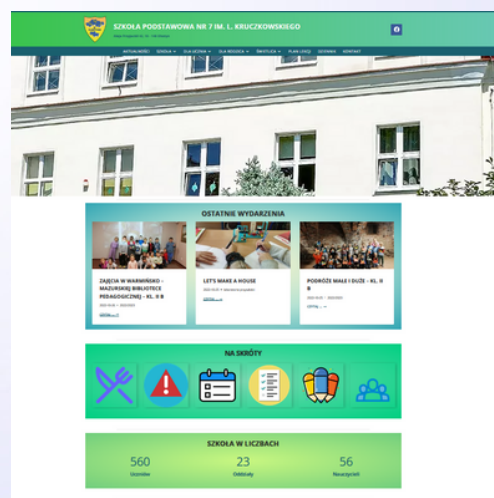 SZKOŁA PODSTAWOWA NR 7 IM. L. KRUCZKOWSKIEGO
AKTUALNOŚCI SZKOŁA DLA UCZNIA DLA RODZICA ŚWIETLICA PLAN LEKCJI DZIENNIK KONTAKT
OSTATNIE WYDARZENIA
ZAJĘCIA W WARMIŃSKO –
MAZURSKIEJ BIBLIOTECE
PEDAGOGICZNEJ – KL. II B
LET'S MAKE A HOUSE
PODRÓŻE MAŁE I DUŻE – KL. II
B
NA SKRÓTY
SZKOŁA W LICZBACH
560
Uczniów
23
Oddziały
56
Nauczycieli